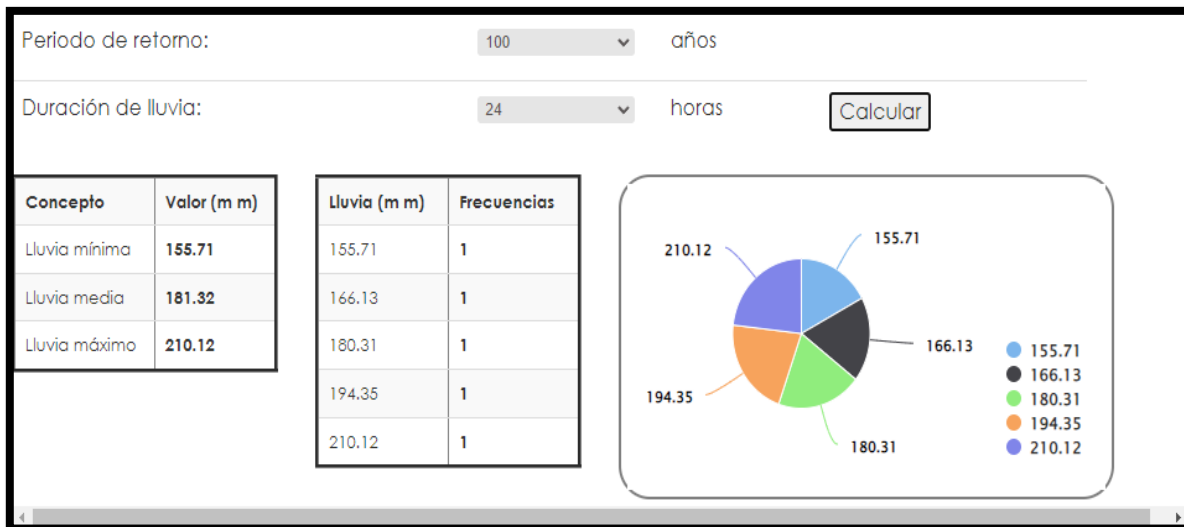 Periodo de retorno: 100 años
Duración de lluvia: 24 horas Calcular
Concepto Valor (m m)
Lluvia mínima 155.71
Lluvia media 181.32
Lluvia máximo 210.12
Lluvia (m m) Frecuencias
155.71 1
166.13 1
180.31 1
194.35 1
210.12 1
210.12 155.71
166.13
194.35
180.31
155.71
166.13
180.31
194.35
210.12